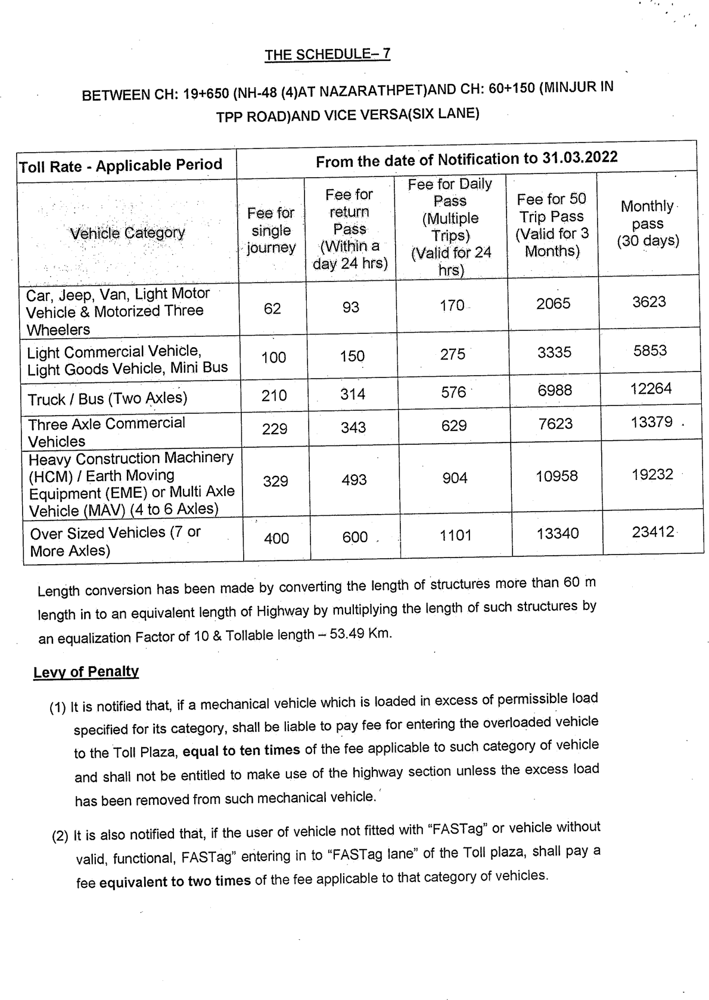 THE SCHEDULE– 7
BETWEEN CH: 19+650 (NH-48 (4)AT NAZARATHPET)AND CH: 60+150 (MINJUR IN
TPP ROAD)AND VICE VERSA(SIX LANE)
Toll Rate - Applicable Period
From the date of Notification to 31.03.2022
Vehicle Category
Fee for
single
journey
Fee for
return
Pass
(Within a
day 24 hrs)
Fee for Daily
Pass
(Multiple
Trips)
(Valid for 24
hrs)
Fee for 50
Trip Pass
(Valid for 3
Months)
Monthly
pass
(30 days)
Car, Jeep, Van, Light Motor
Vehicle & Motorized Three
Wheelers
62 93 170 2065 3623
Light Commercial Vehicle,
Light Goods Vehicle, Mini Bus
100 150 275 3335 5853
Truck / Bus (Two Axles)
210 314 576 6988 12264
Three Axle Commercial
Vehicles
229 343 629 7623 13379
Heavy Construction Machinery
(HCM) / Earth Moving
Equipment (EME) or Multi Axle
Vehicle (MAV) (4 to 6 Axles)
329 493 904 10958 19232
Over Sized Vehicles (7 or
More Axles)
400 600 1101 13340 23412
Length conversion has been made by converting the length of structures more than 60 m
length in to an equivalent length of Highway by multiplying the length of such structures by
an equalization Factor of 10 & Tollable length – 53.49 Km.
Levy of Penalty
(1) It is notified that, if a mechanical vehicle which is loaded in excess of permissible load
specified for its category, shall be liable to pay fee for entering the overloaded vehicle
to the Toll Plaza, equal to ten times of the fee applicable to such category of vehicle
and shall not be entitled to make use of the highway section unless the excess load
has been removed from such mechanical vehicle.
(2) It is also notified that, if the user of vehicle not fitted with “FASTag” or vehicle without
valid, functional, FASTag” entering in to “FASTag lane” of the Toll plaza, shall pay a
fee equivalent to two times of the fee applicable to that category of vehicles.